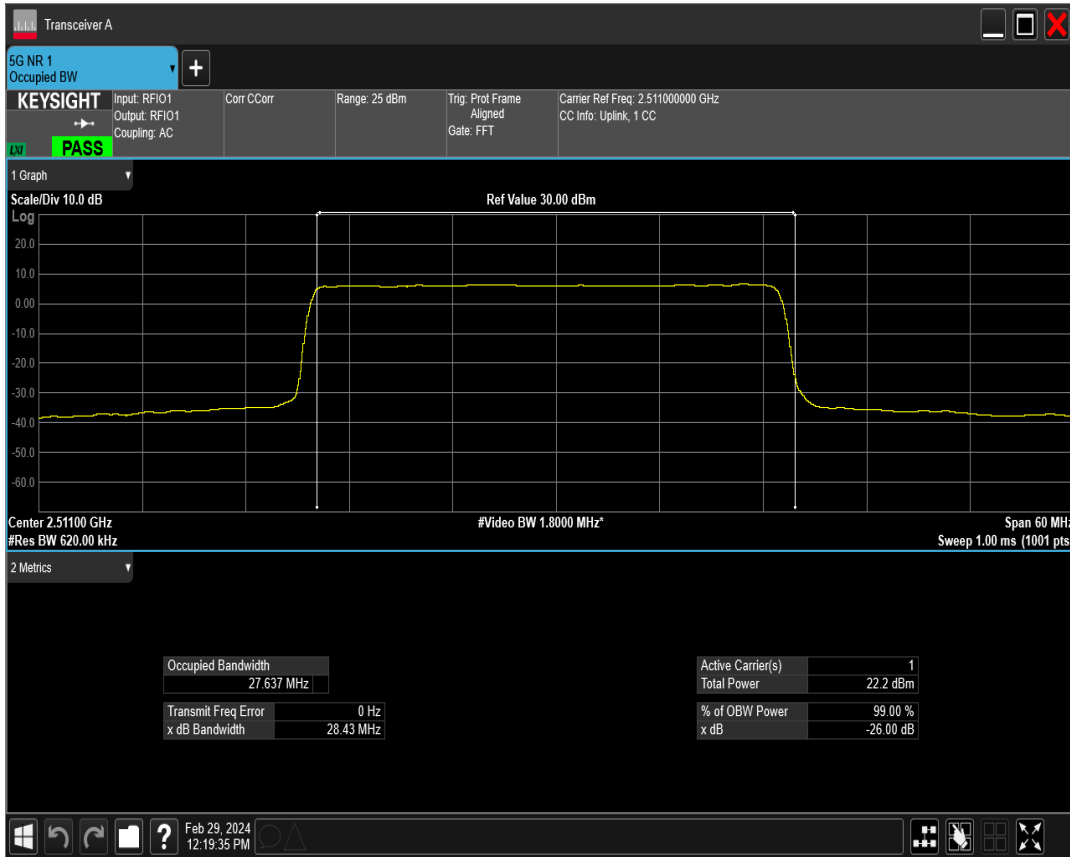 Transceiver A
5G NR 1
Occupied BW
KEYSIGHT
LXI
PASS
Input: RFIO1
Output: RFIO1
Coupling: AC
Corr CCorr
Range: 25 dBm
Trig: Prot Frame
Aligned
Gate: FFT
Carrier Ref Freq: 2.511000000 GHz
CC Info: Uplink, 1 CC
1 Graph
Scale/Div 10.0 dB
Ref Value 30.00 dBm
Log
20.0
10.0
0.00
-10.0
-20.0
-30.0
-40.0
-50.0
-60.0
Center 2.51100 GHz
#Video BW 1.8000 MHz*
Span 60 MHz
#Res BW 620.00 kHz
Sweep 1.00 ms (1001 pts
2 Metrics
Occupied Bandwidth
27.637 MHz
Transmit Freq Error 0 Hz
x dB Bandwidth 28.43 MHz
Active Carrier(s) 1
Total Power 22.2 dBm
% of OBW Power 99.00 %
x dB -26.00 dB
?
Feb 29, 2024
12:19:35 PM